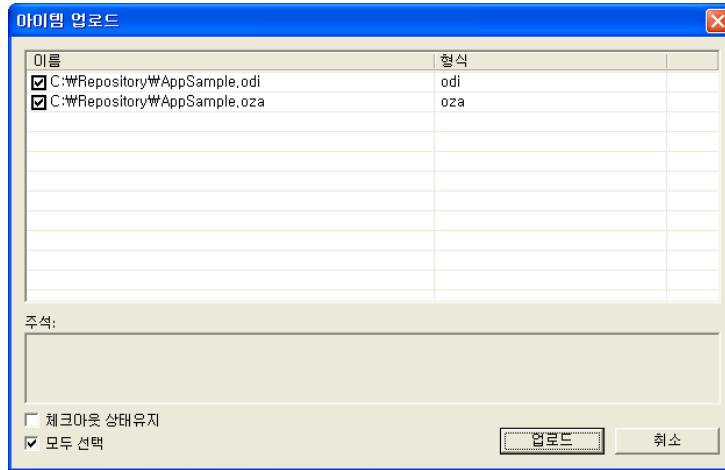 아이템 업로드
이름 형식
C:₩Repository₩AppSample.odi odi
C:₩Repository₩AppSample.oza oza
주석:
체크아웃 상태유지
모두 선택
업로드 취소